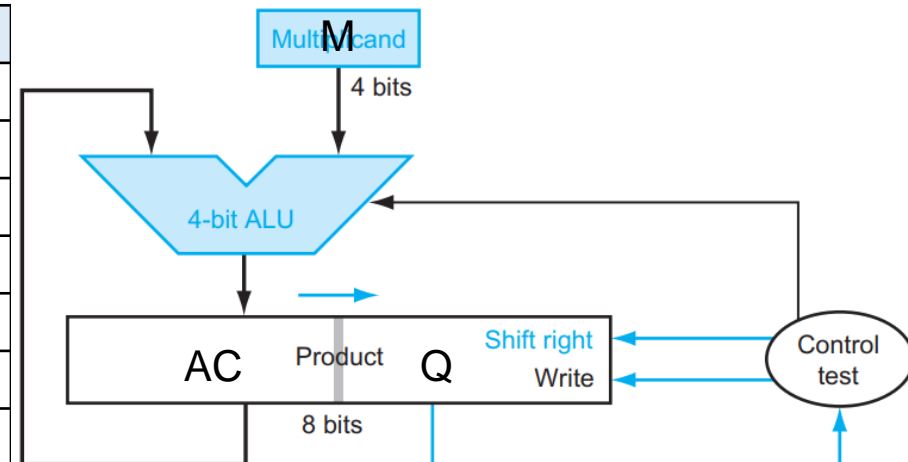 Multiplicand
M
4 bits
4-bit ALU
Shift right
Product
AC
Q
Write
Control
test
8 bits